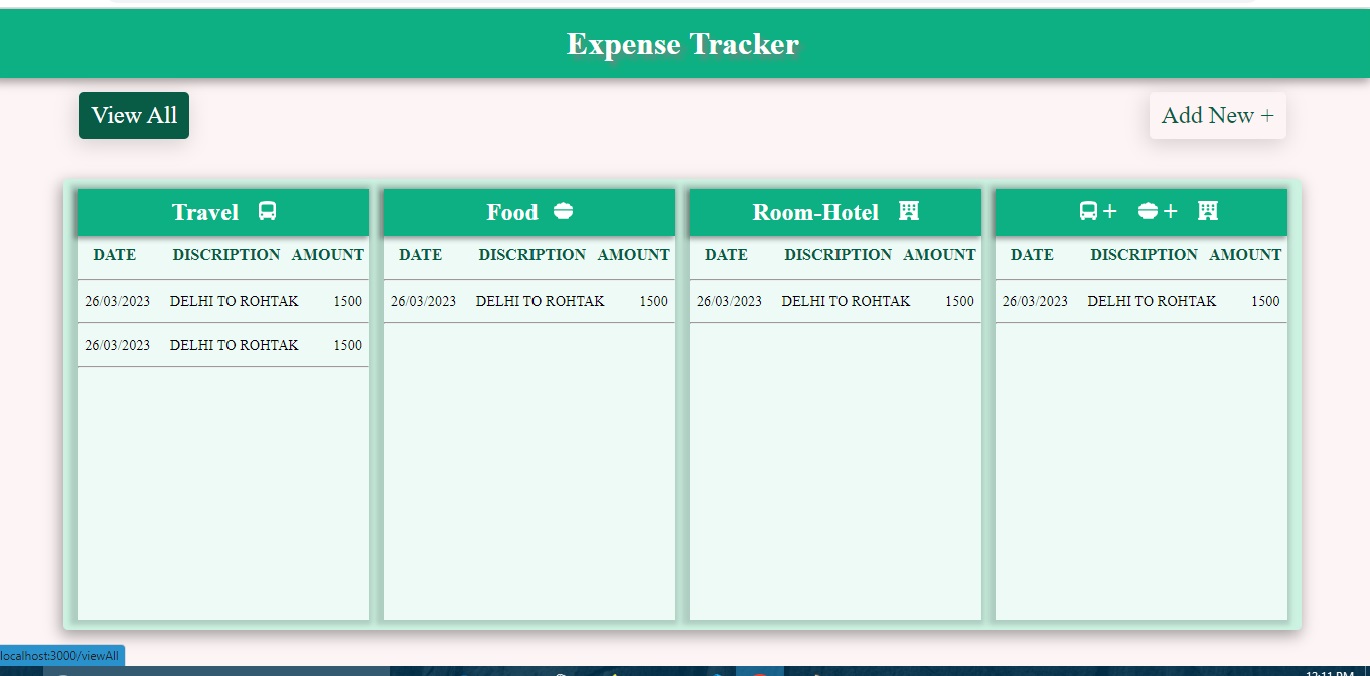 Expense Tracker
View All
Add New +
Travel
DATE DISCRIPTION AMOUNT
26/03/2023 DELHI TO ROHTAK 1500
26/03/2023 DELHI TO ROHTAK 1500
Food
DATE DISCRIPTION AMOUNT
26/03/2023 DELHI TO ROHTAK 1500
Room-Hotel
DATE DISCRIPTION AMOUNT
26/03/2023 DELHI TO ROHTAK 1500
+ +
DATE DISCRIPTION AMOUNT
26/03/2023 DELHI TO ROHTAK 1500
localhost:3000/viewAll
12:11 PM